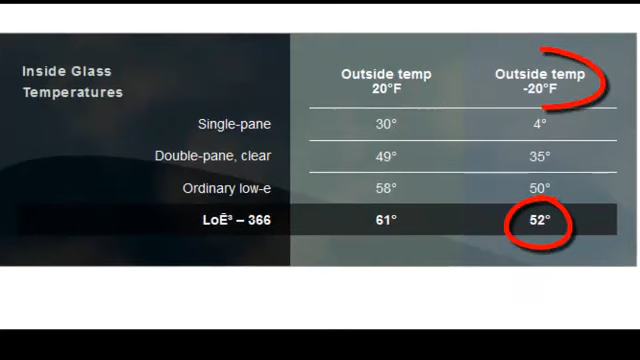 Inside Glass
Temperatures
Outside temp
20°F
Outside temp
-20°F
Single-pane 30° 4°
Double-pane, clear 49° 35°
Ordinary low-e 58° 50°
LoĒ³ – 366 61° 52°